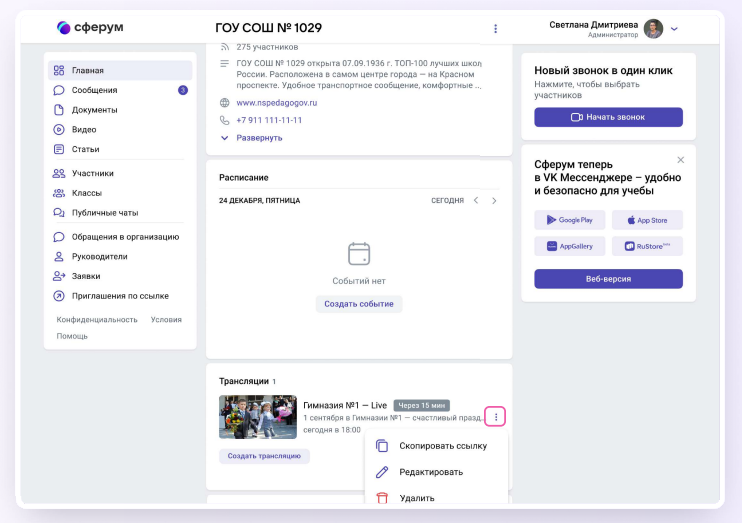 сферум
ГОУ СОШ № 1029
Светлана Дмитриева
Администратор
Главная
Сообщения 3
Документы
Видео
Статьи
Участники
Классы
Публичные чаты
Обращения в организацию
Руководители
Заявки
Приглашения по ссылке
Конфиденциальность Условия
Помощь
275 участников
ГОУ СОШ № 1029 открыта 07.09.1936 г. ТОП-100 лучших школ
России. Расположена в самом центре города — на Красном
проспекте. Удобное транспортное сообщение, комфортные ...
www.nspedagogov.ru
+7 911 111-11-11
Развернуть
Расписание
24 ДЕКАБРЯ, ПЯТНИЦА СЕГОДНЯ
Событий нет
Создать событие
Трансляции 1
Гимназия №1 — Live Через 15 мин
1 сентября в Гимназии №1 — счастливый празд...
сегодня в 18:00
Создать трансляцию
Скопировать ссылку
Редактировать
Удалить
Новый звонок в один клик
Нажмите, чтобы выбрать
участников
Начать звонок
Сферум теперь
в VK Мессенджере – удобно
и безопасно для учебы
Google Play App Store
AppGallery RuStore
Веб-версия